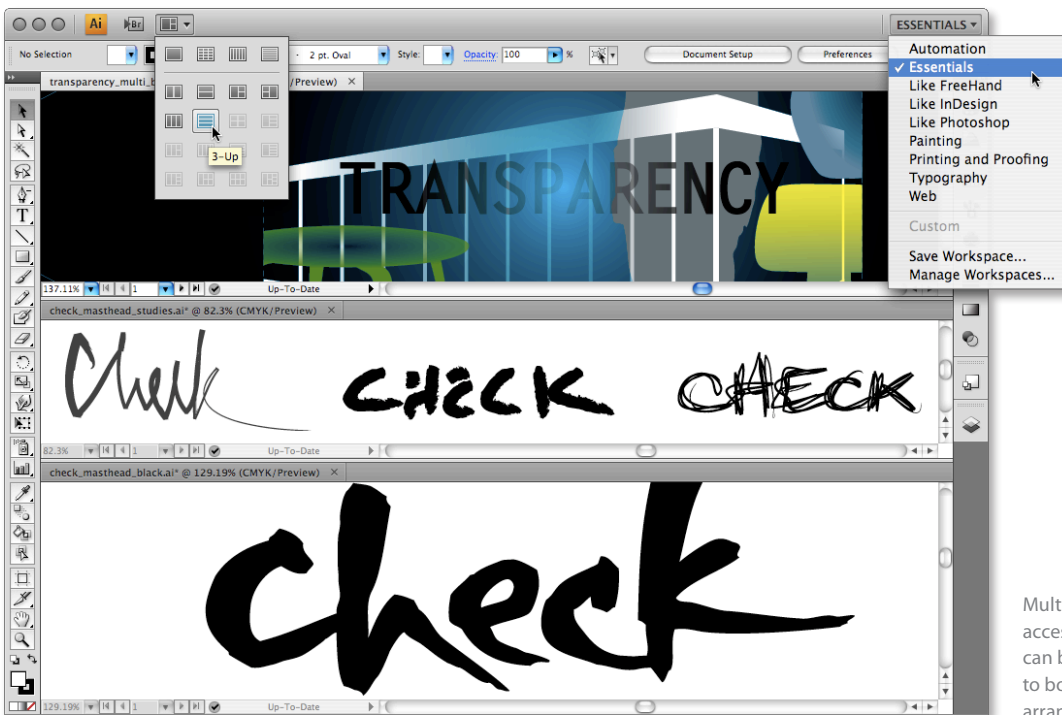 Ai Br ESSENTIALS
No Selection 2 pt. Oval Style: Opacity: 100 % Document Setup Preferences
Automation
Essentials
Like FreeHand
Like InDesign
Like Photoshop
Painting
Printing and Proofing
Typography
Web
Custom
Save Workspace...
Manage Workspaces...
/Preview) ×
3-Up
TRANSPARENCY
137.11% 1 Up-To-Date
check_masthead_studies.ai* @ 82.3% (CMYK/Preview) ×
Check CHECK CHECK
82.3% 1 Up-To-Date
check_masthead_black.ai* @ 129.19% (CMYK/Preview) ×
Check
129.19% 1 Up-To-Date
can b
to bo